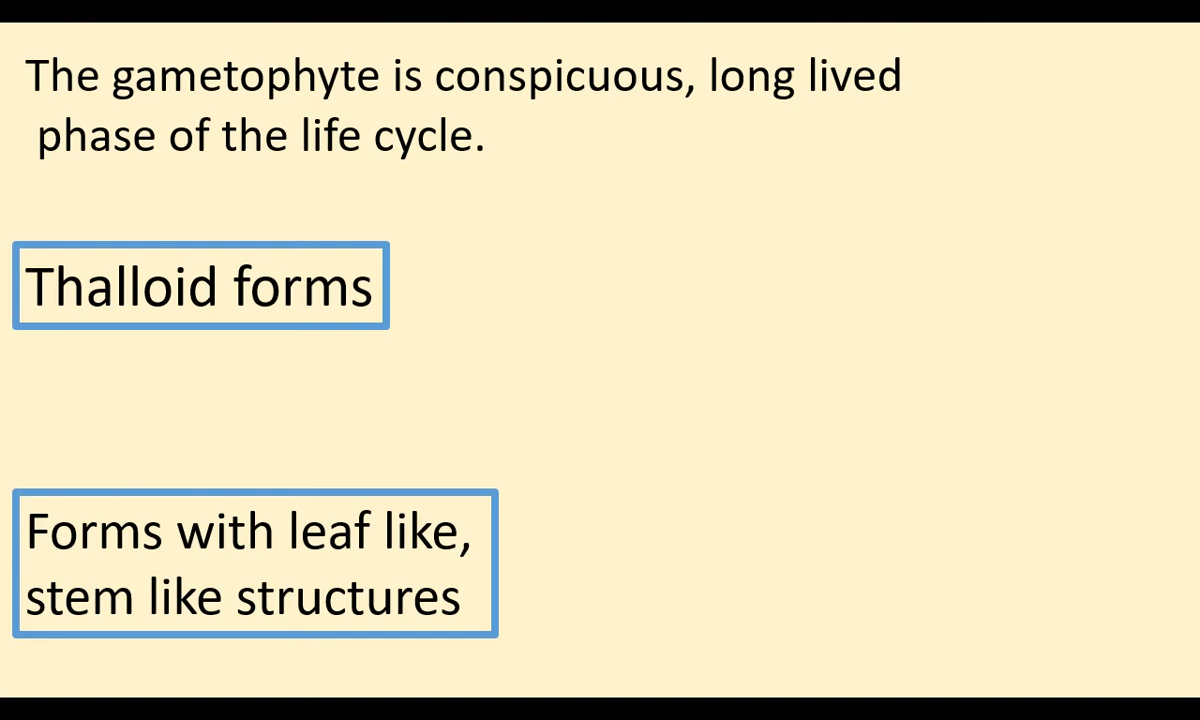 The gametophyte is conspicuous, long lived
phase of the life cycle.
Thalloid forms
Forms with leaf like,
stem like structures